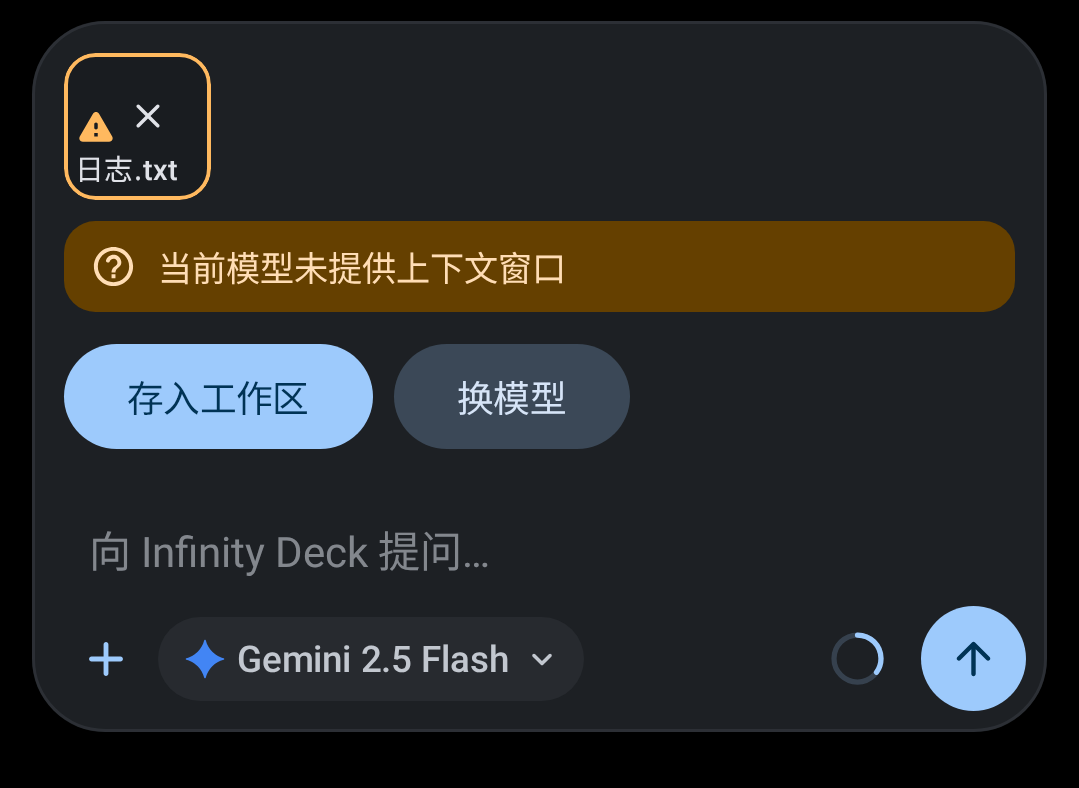 日志.txt
当前模型未提供上下文窗口
存入工作区
换模型
向 Infinity Deck 提问…
Gemini 2.5 Flash